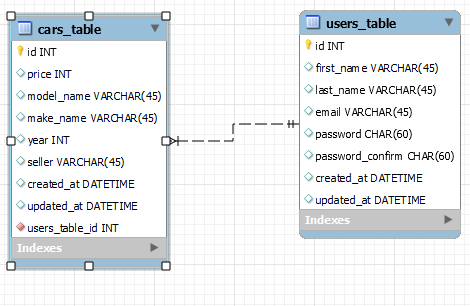 cars_table
id INT
price INT
model_name VARCHAR(45)
make_name VARCHAR(45)
year INT
seller VARCHAR(45)
created_at DATETIME
updated_at DATETIME
users_table_id INT
Indexes
users_table
id INT
first_name VARCHAR(45)
last_name VARCHAR(45)
email VARCHAR(45)
password CHAR(60)
password_confirm CHAR(60)
created_at DATETIME
updated_at DATETIME
Indexes